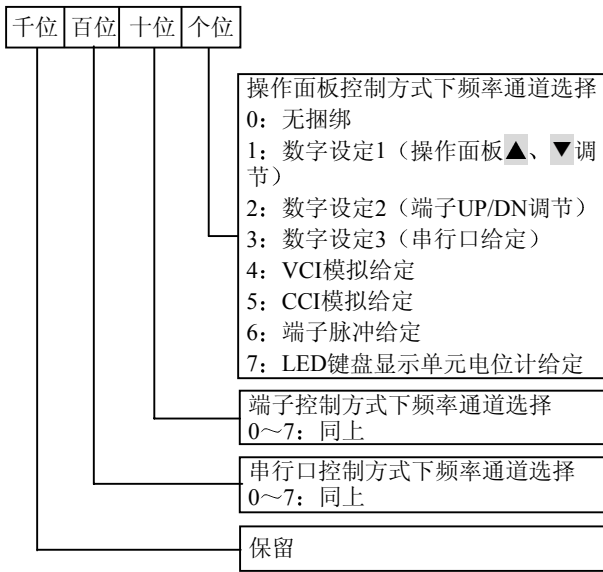 千位 百位 十位 个位
操作面板控制方式下频率通道选择
0：无捆绑
1：数字设定1（操作面板▲、▼调
节）
2：数字设定2（端子UP/DN调节）
3：数字设定3（串行口给定）
4：VCI模拟给定
5：CCI模拟给定
6：端子脉冲给定
7：LED键盘显示单元电位计给定
端子控制方式下频率通道选择
0～7：同上
串行口控制方式下频率通道选择
0～7：同上
保留